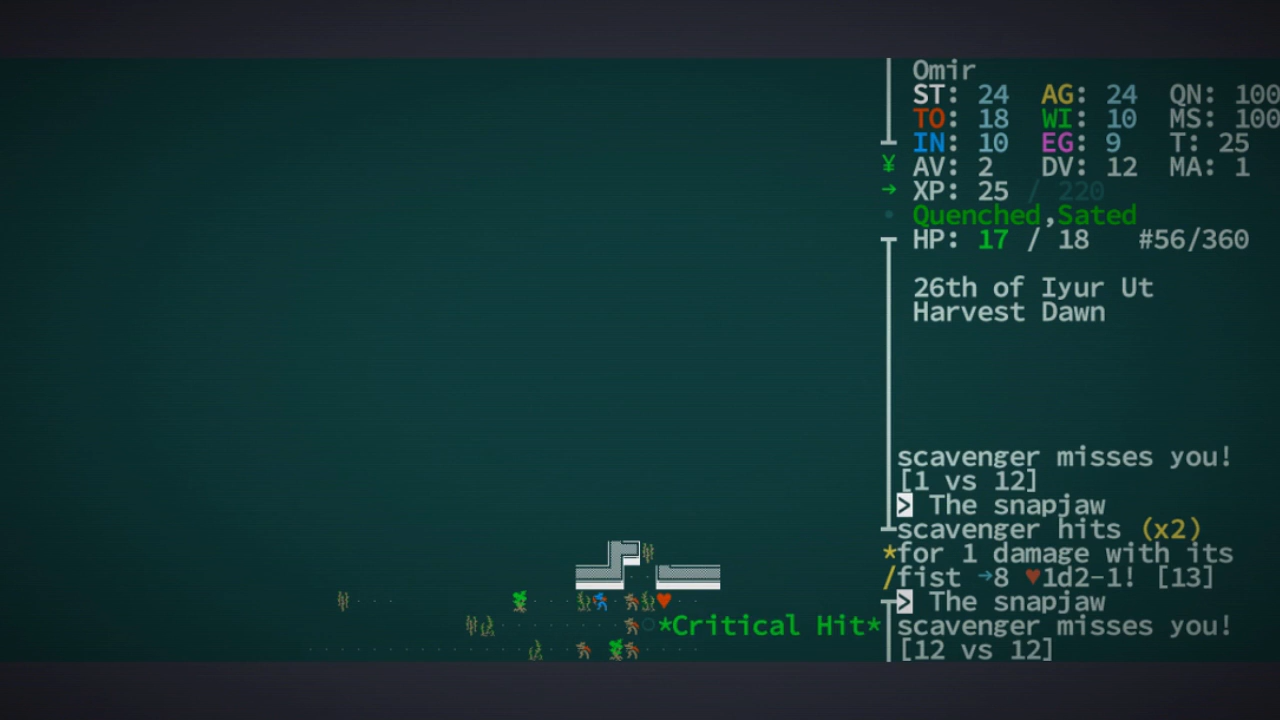 Omir
ST: 24 AG: 24 QN: 100
TO: 18 WI: 10 MS: 100
IN: 10 EG: 9 T: 25
¥ AV: 2 DV: 12 MA: 1
→ XP: 25 / 220
Quenched,Sated
HP: 17 / 18 #56/360
26th of Iyur Ut
Harvest Dawn
scavenger misses you!
[1 vs 12]
> The snapjaw
scavenger hits (x2)
*for 1 damage with its
/fist →8 ♥1d2-1! [13]
> The snapjaw
scavenger misses you!
[12 vs 12]
*Critical Hit*